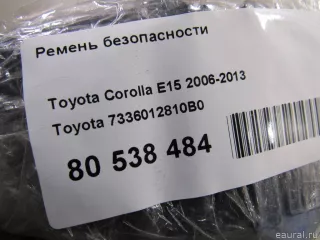 Ремень безопасности
Toyota Corolla E15 2006-2013
Toyota 7336012810B0
80 538 484
eaural.ru